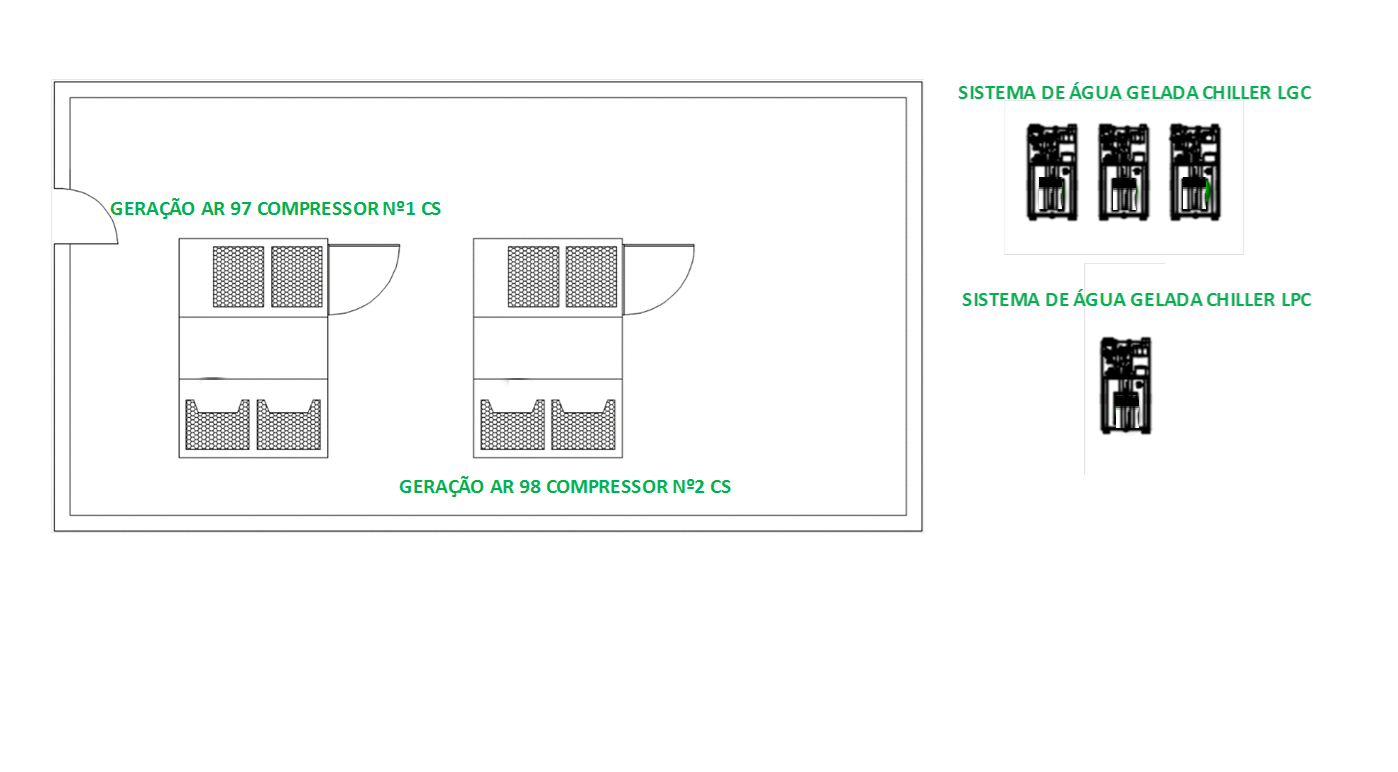 SISTEMA DE ÁGUA GELADA CHILLER LGC
GERAÇÃO AR 97 COMPRESSOR Nº1 CS
SISTEMA DE ÁGUA GELADA CHILLER LPC
GERAÇÃO AR 98 COMPRESSOR Nº2 CS